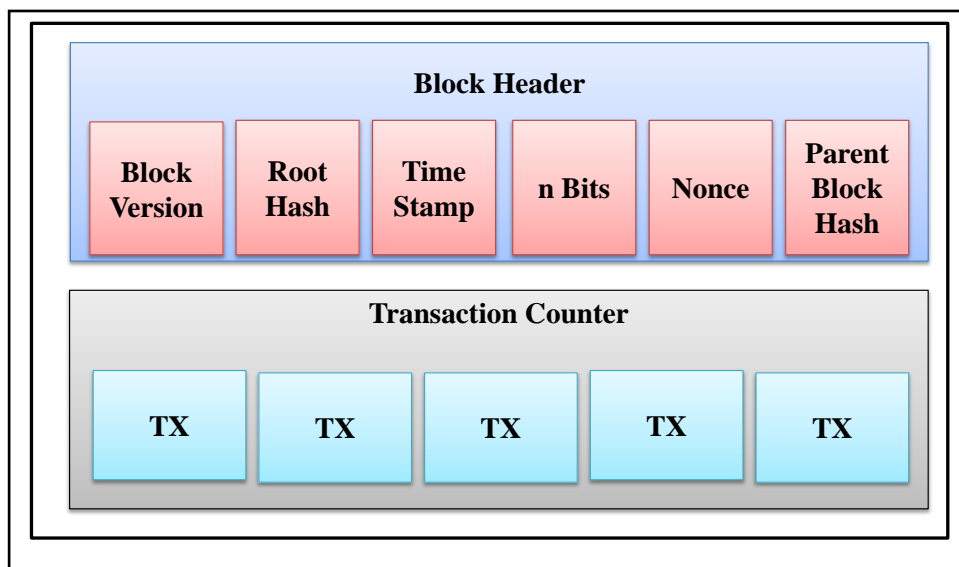 Block Header
Block
Version
Root
Hash
Time
Stamp
n Bits
Nonce
Parent
Block
Hash
Transaction Counter
TX
TX
TX
TX
TX